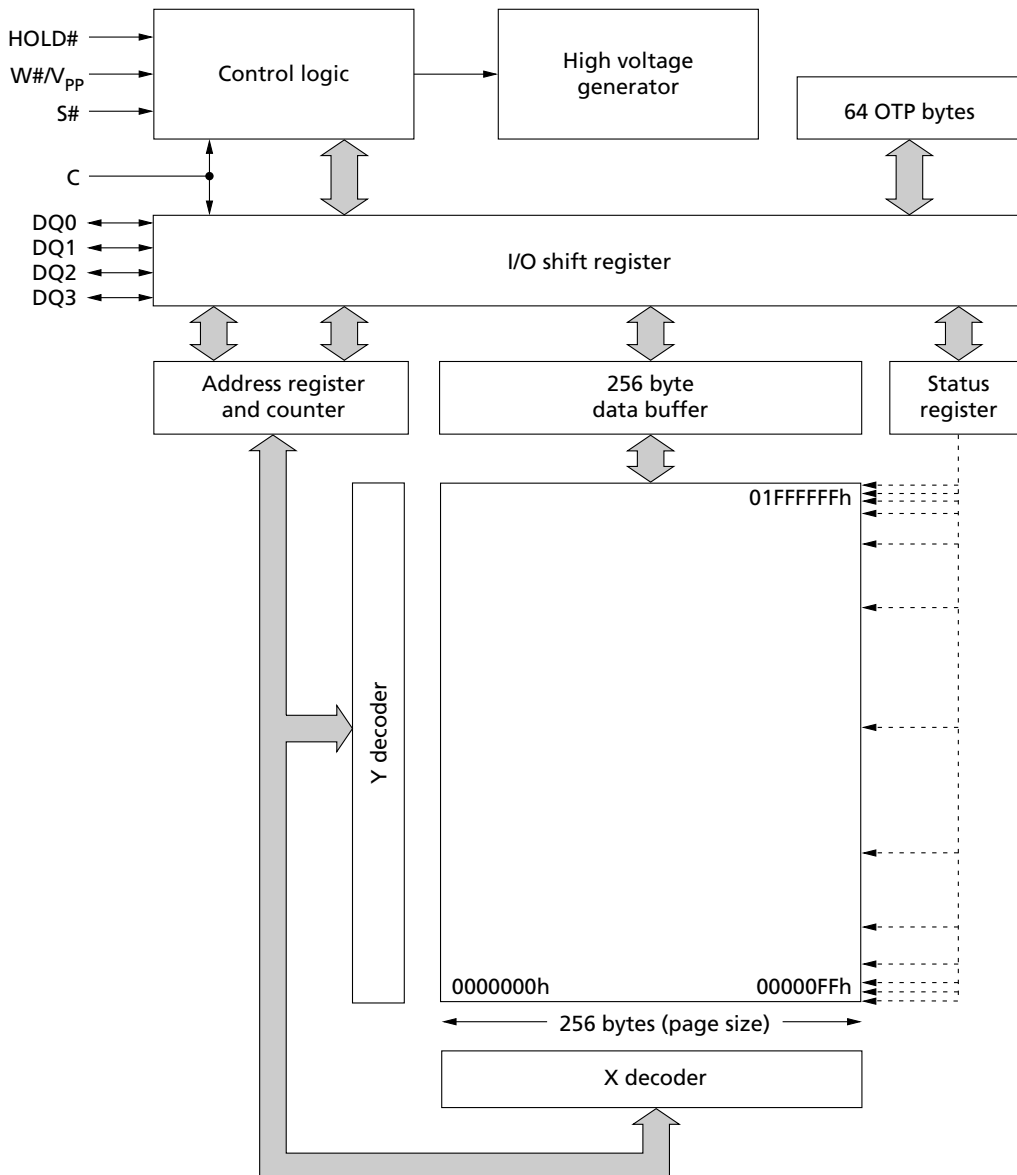 HOLD#
W#/VPP
S#
C
Control logic
High voltage
generator
64 OTP bytes
DQ0
DQ1
DQ2
DQ3
I/O shift register
Address register
and counter
256 byte
data buffer
Status
register
01FFFFFFh
Y decoder
0000000h
00000FFh
256 bytes (page size)
X decoder